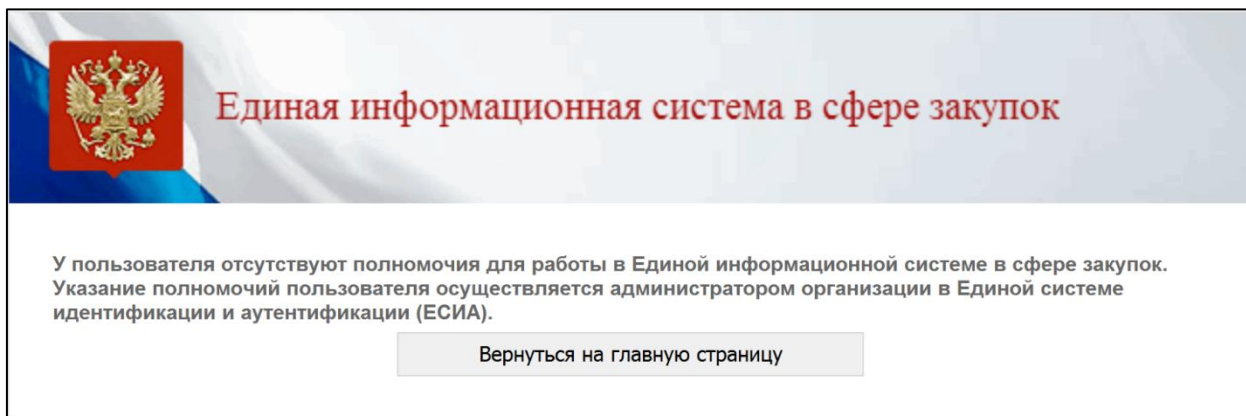 Единая информационная система в сфере закупок
У пользователя отсутствуют полномочия для работы в Единой информационной системе в сфере закупок.
Указание полномочий пользователя осуществляется администратором организации в Единой системе
идентификации и аутентификации (ЕСИА).
Вернуться на главную страницу